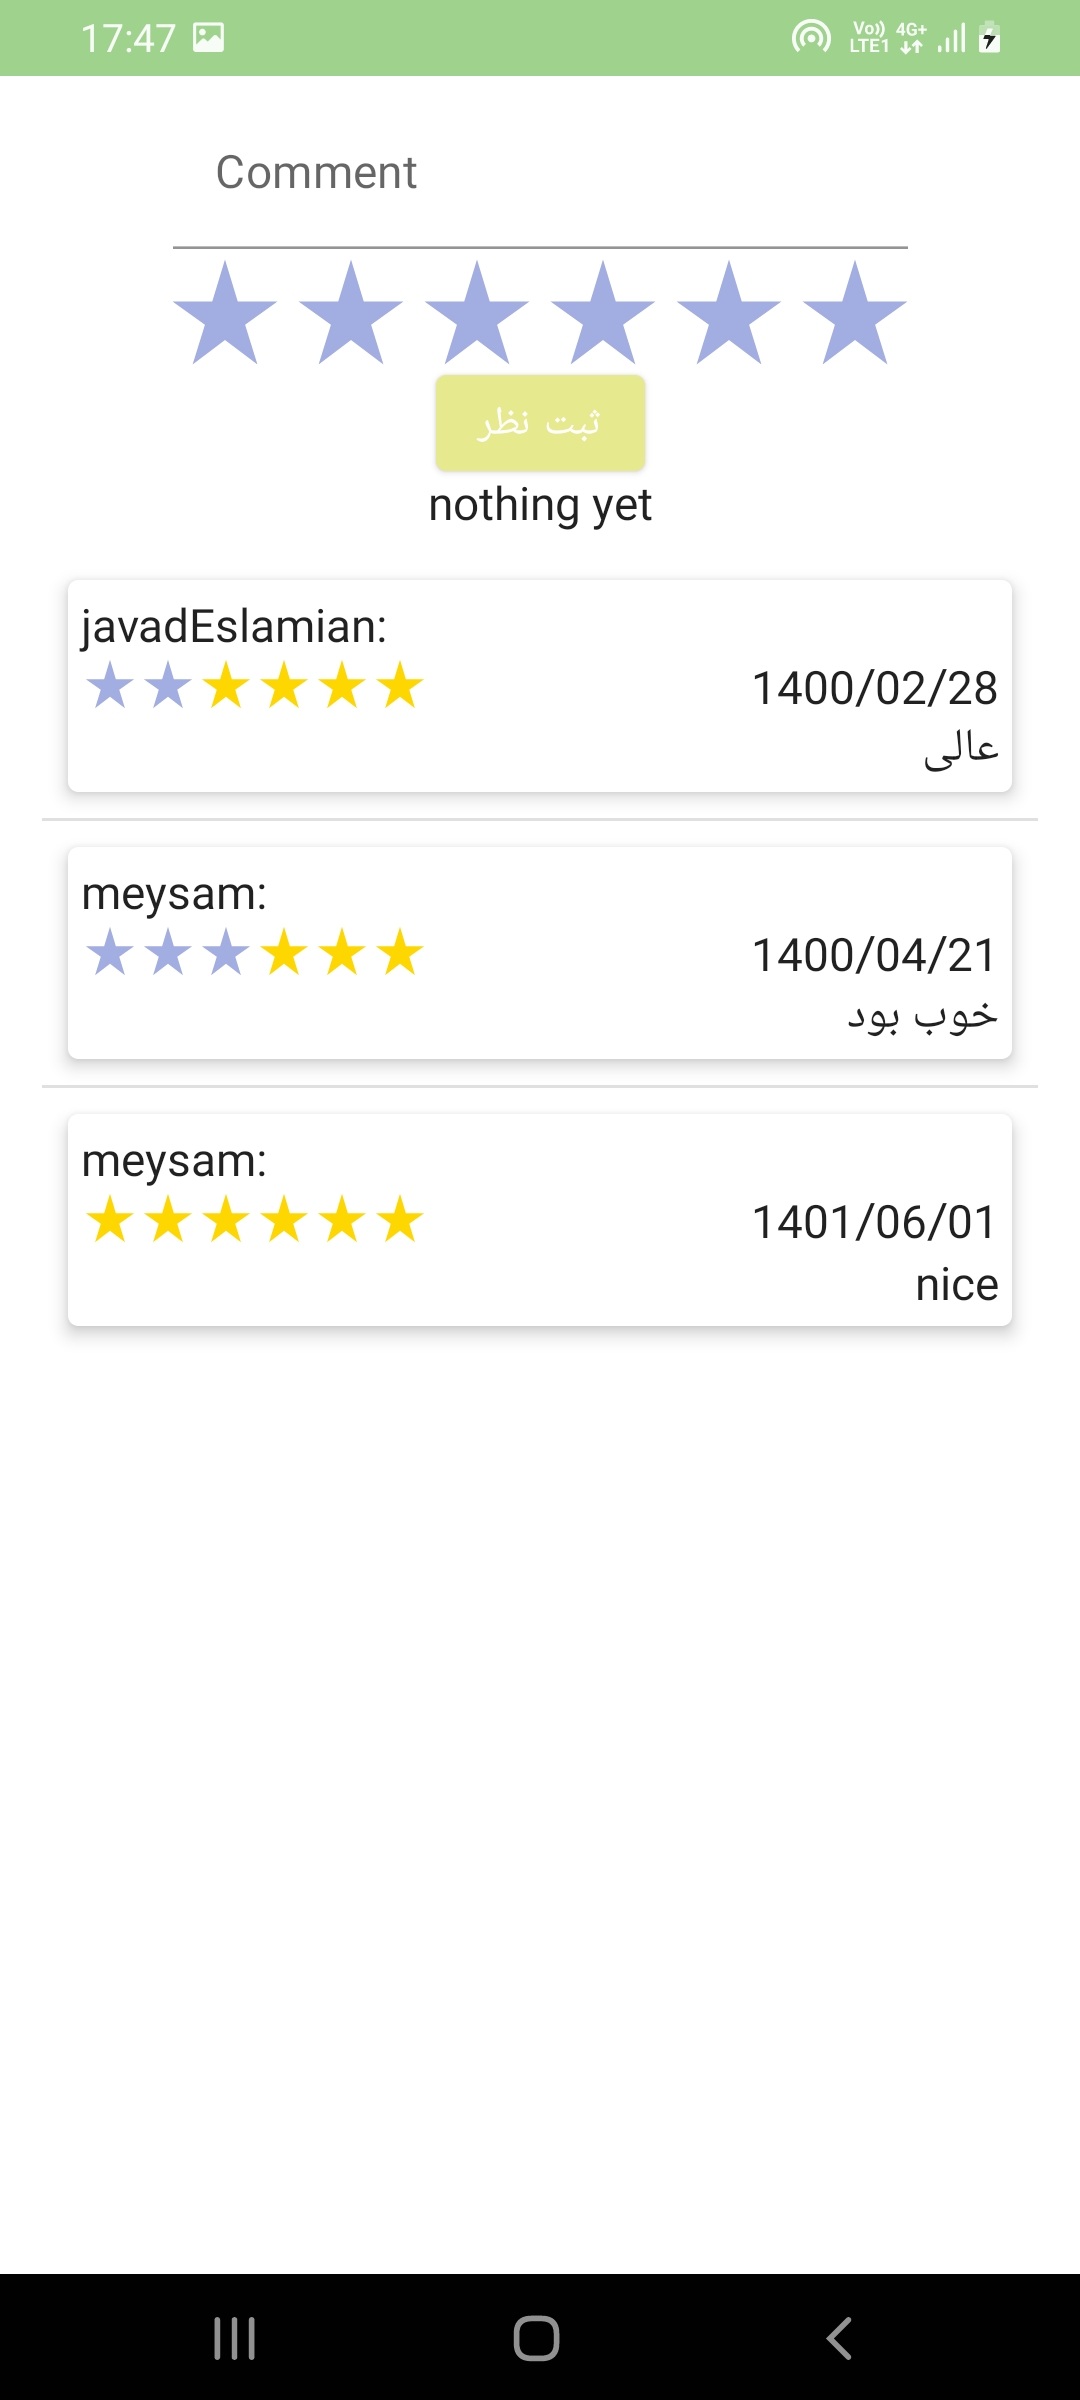 17:47
Vo)) 4G+
LTE1
Comment
ثبت نظر
nothing yet
javadEslamian:
1400/02/28
عالی
meysam:
1400/04/21
خوب بود
meysam:
1401/06/01
nice